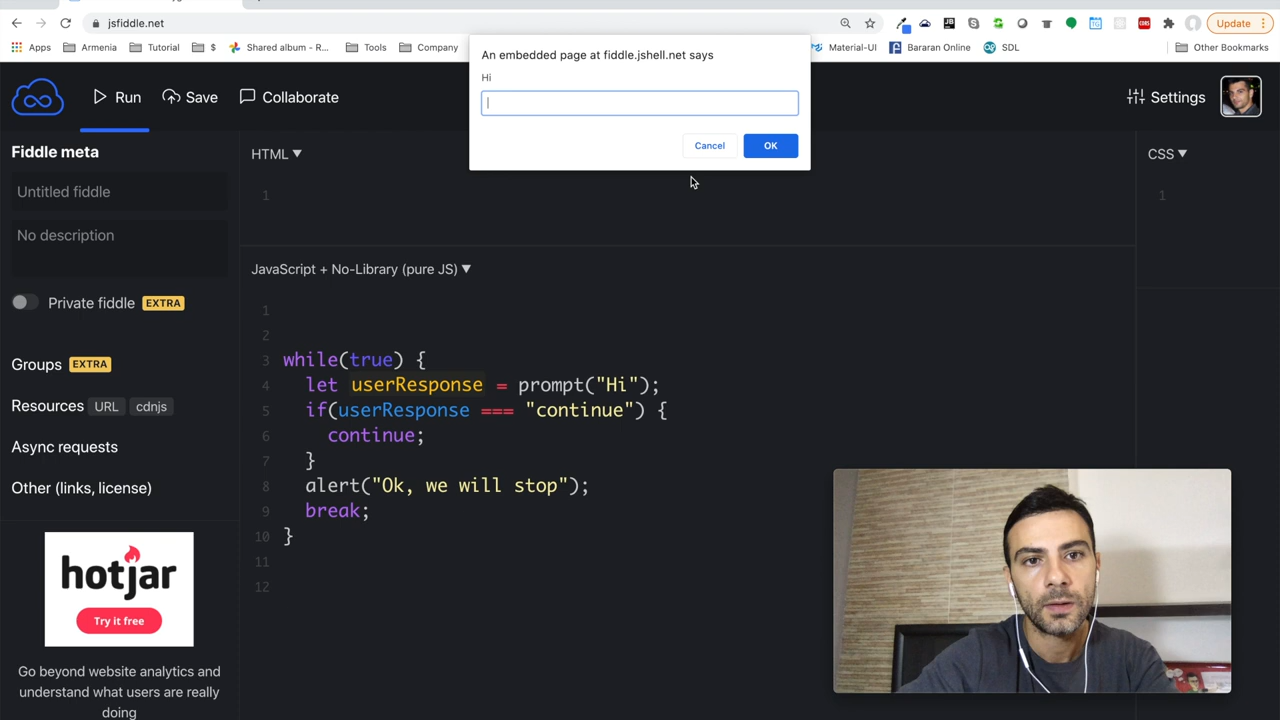 jsfiddle.net
Update
Apps
Armenia
Tutorial
$
Shared album - R...
Tools
Company
Material-UI
Bararan Online
SDL
Other Bookmarks
An embedded page at fiddle.jshell.net says
Hi
Cancel
OK
Run
Save
Collaborate
Settings
Fiddle meta
Untitled fiddle
No description
Private fiddle EXTRA
Groups EXTRA
Resources URL cdnjs
Async requests
Other (links, license)
hotjar
Try it free
Go beyond website analytics and
understand what users are really
doing
HTML ▼
1
CSS ▼
1
JavaScript + No-Library (pure JS) ▼
1
2
3 while(true) {
4 let userResponse = prompt("Hi");
5 if(userResponse === "continue") {
6 continue;
7 }
8 alert("Ok, we will stop");
9 break;
10 }
11
12